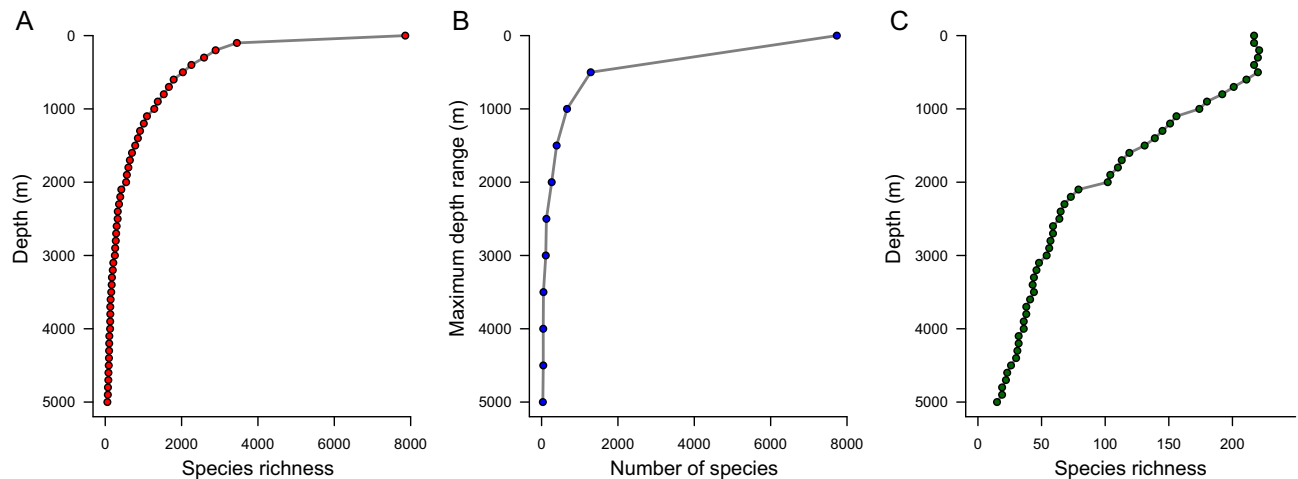 A
0
1000
2000
3000
4000
5000
Depth (m)
0 2000 4000 6000 8000
Species richness
B
0
1000
2000
3000
4000
5000
Maximum depth range (m)
0 2000 4000 6000 8000
Number of species
C
0
1000
2000
3000
4000
5000
Depth (m)
0 50 100 150 200
Species richness